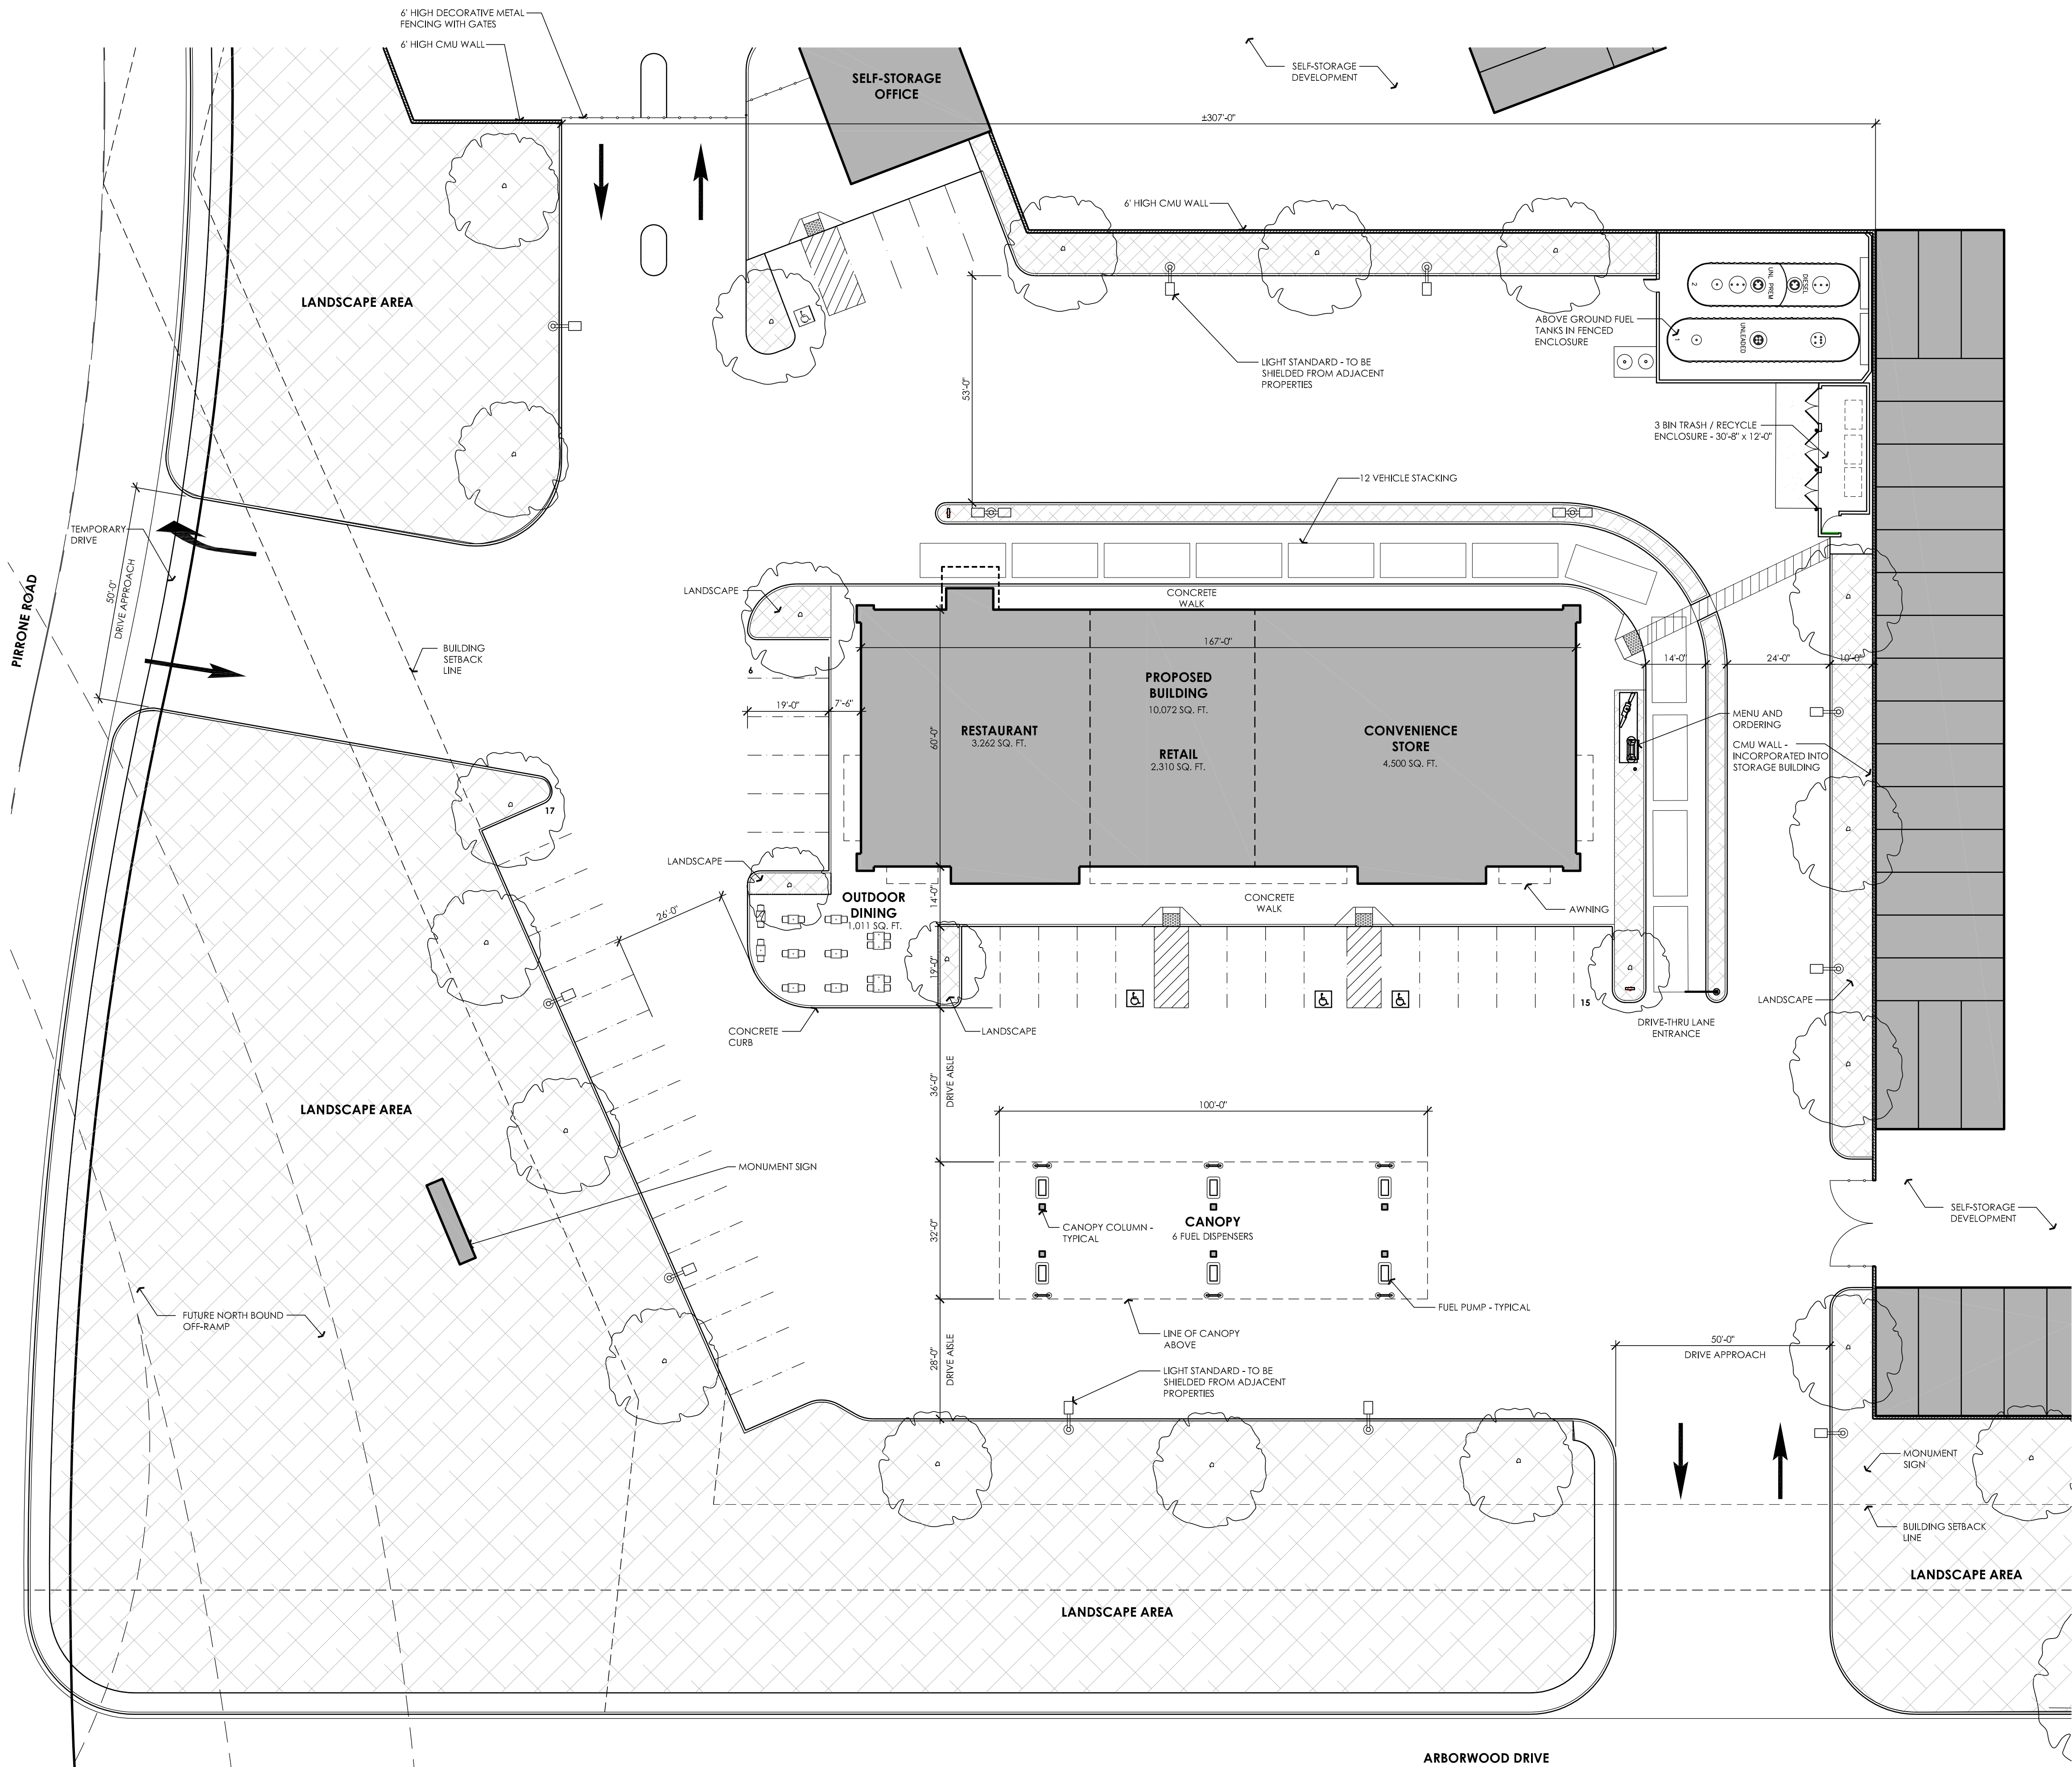 6' HIGH DECORATIVE METAL
FENCING WITH GATES
6' HIGH CMU WALL
SELF-STORAGE
OFFICE
SELF-STORAGE
DEVELOPMENT
±307'-0"
6' HIGH CMU WALL
LANDSCAPE AREA
ABOVE GROUND FUEL
TANKS IN FENCED
ENCLOSURE
2
UNL
PREM
DIESEL
1
UNLEADED
LIGHT STANDARD - TO BE
SHIELDED FROM ADJACENT
PROPERTIES
53'-0"
3 BIN TRASH / RECYCLE
ENCLOSURE - 30'-8" x 12'-0"
12 VEHICLE STACKING
TEMPORARY
DRIVE
50'-0"
DRIVE APPROACH
PIRRONE ROAD
LANDSCAPE
CONCRETE
WALK
167'-0"
BUILDING
SETBACK
LINE
6
19'-0"
7'-6"
60'-0"
PROPOSED
BUILDING
10,072 SQ. FT.
RESTAURANT
3,262 SQ. FT.
RETAIL
2,310 SQ. FT.
CONVENIENCE
STORE
4,500 SQ. FT.
14'-0"
24'-0"
10'-0"
MENU AND
ORDERING
CMU WALL -
INCORPORATED INTO
STORAGE BUILDING
17
LANDSCAPE
OUTDOOR
DINING
1,011 SQ. FT.
14'-0"
CONCRETE
WALK
AWNING
26'-0"
19'-0"
15
LANDSCAPE
CONCRETE
CURB
LANDSCAPE
DRIVE-THRU LANE
ENTRANCE
36'-0"
DRIVE AISLE
100'-0"
LANDSCAPE AREA
MONUMENT SIGN
32'-0"
CANOPY COLUMN -
TYPICAL
CANOPY
6 FUEL DISPENSERS
SELF-STORAGE
DEVELOPMENT
FUTURE NORTH BOUND
OFF-RAMP
FUEL PUMP - TYPICAL
LINE OF CANOPY
ABOVE
28'-0"
DRIVE AISLE
50'-0"
DRIVE APPROACH
LIGHT STANDARD - TO BE
SHIELDED FROM ADJACENT
PROPERTIES
MONUMENT
SIGN
BUILDING SETBACK
LINE
LANDSCAPE AREA
LANDSCAPE AREA
ARBORWOOD DRIVE